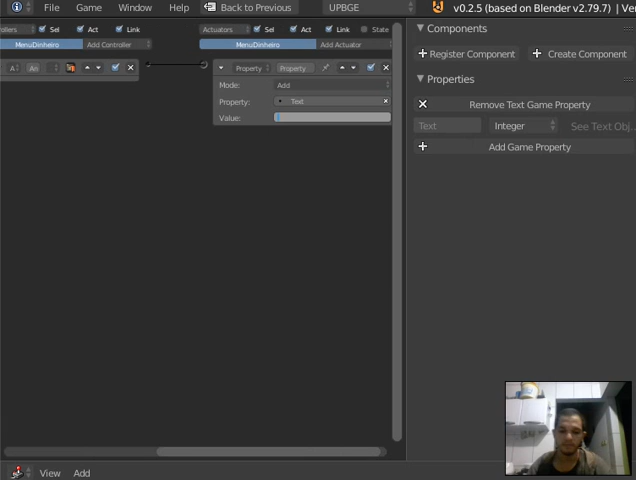 File Game Window Help Back to Previous UPBGE v0.2.5 (based on Blender v2.79.7) | Ver
ollers Sel Act Link Actuators Sel Act Link State
MenuDinheiro Add Controller MenuDinheiro Add Actuator
A An Property Property
Mode: Add
Property: Text
Value:
Components
Register Component Create Component
Properties
Remove Text Game Property
Text Integer See Text Obj..
Add Game Property
View Add